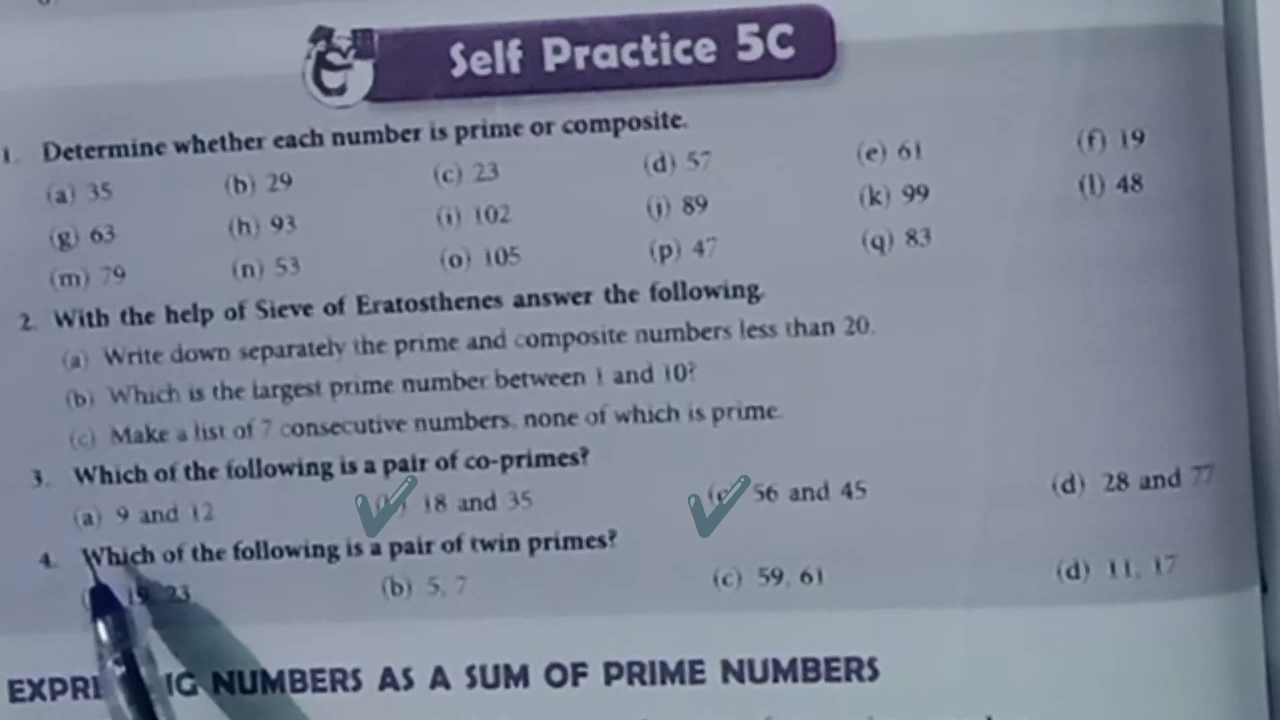 Self Practice 5C
1. Determine whether each number is prime or composite.
(a) 35 (b) 29 (c) 23 (d) 57 (e) 61 (f) 19
(g) 63 (h) 93 (i) 102 (j) 89 (k) 99 (l) 48
(m) 79 (n) 53 (o) 105 (p) 47 (q) 83
2. With the help of Sieve of Eratosthenes answer the following.
(a) Write down separately the prime and composite numbers less than 20.
(b) Which is the largest prime number between 1 and 10?
(c) Make a list of 7 consecutive numbers, none of which is prime.
3. Which of the following is a pair of co-primes?
(a) 9 and 12 18 and 35 (c) 56 and 45 (d) 28 and 77
4. Which of the following is a pair of twin primes?
19, 23 (b) 5, 7 (c) 59, 61 (d) 11, 17
NUMBERS AS A SUM OF PRIME NUMBERS